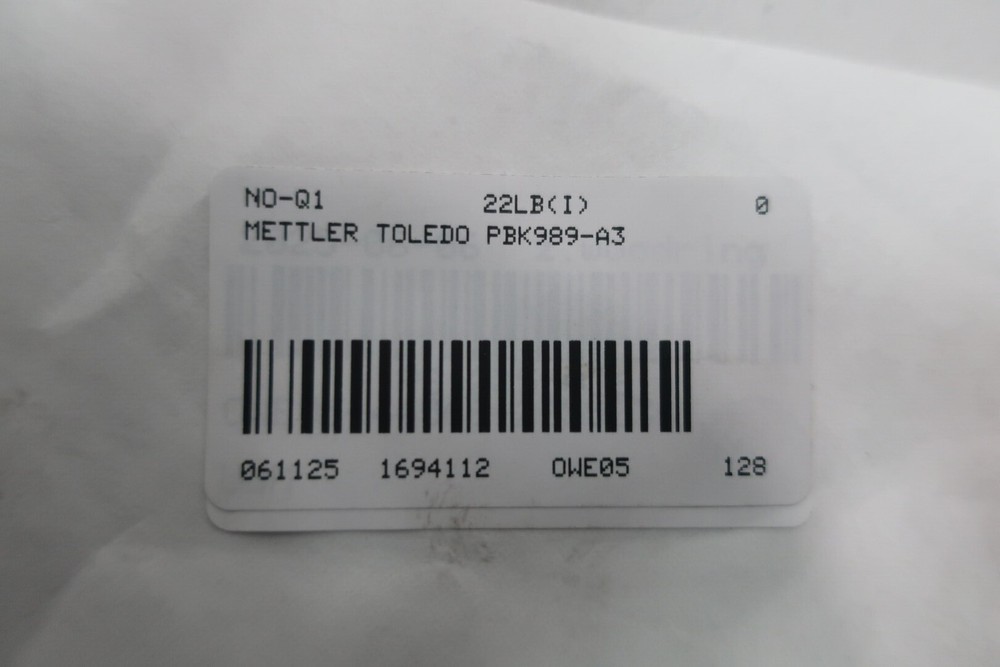 NO-Q1 22LB(I) 0
METTLER TOLEDO PBK989-A3
061125 1694112 OWE05 128